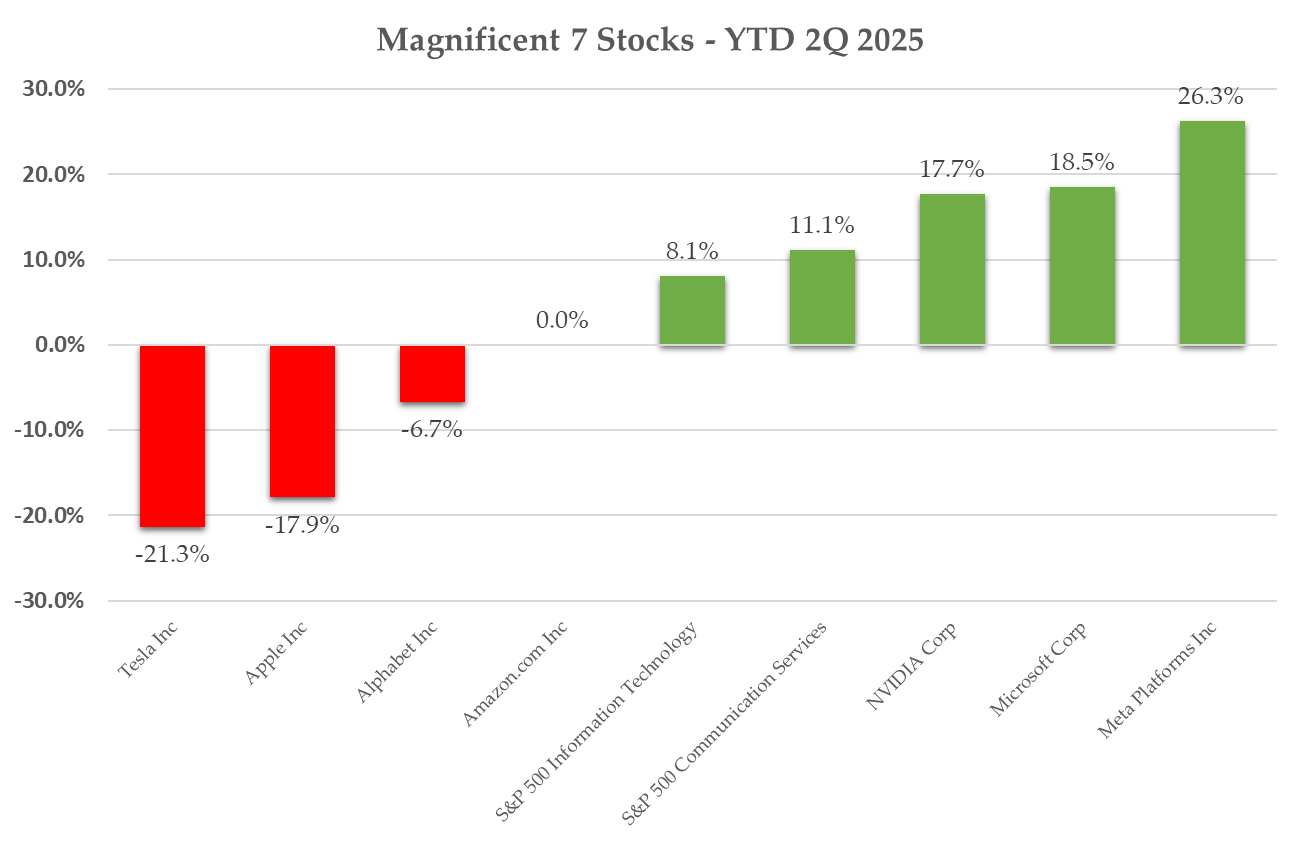 Magnificent 7 Stocks - YTD 2Q 2025
30.0%
20.0%
10.0%
0.0%
-10.0%
-20.0%
-30.0%
-21.3%
-17.9%
-6.7%
0.0%
8.1%
11.1%
17.7%
18.5%
26.3%
Tesla Inc
Apple Inc
Alphabet Inc
Amazon.com Inc
S&P 500 Information Technology
S&P 500 Communication Services
NVIDIA Corp
Microsoft Corp
Meta Platforms Inc